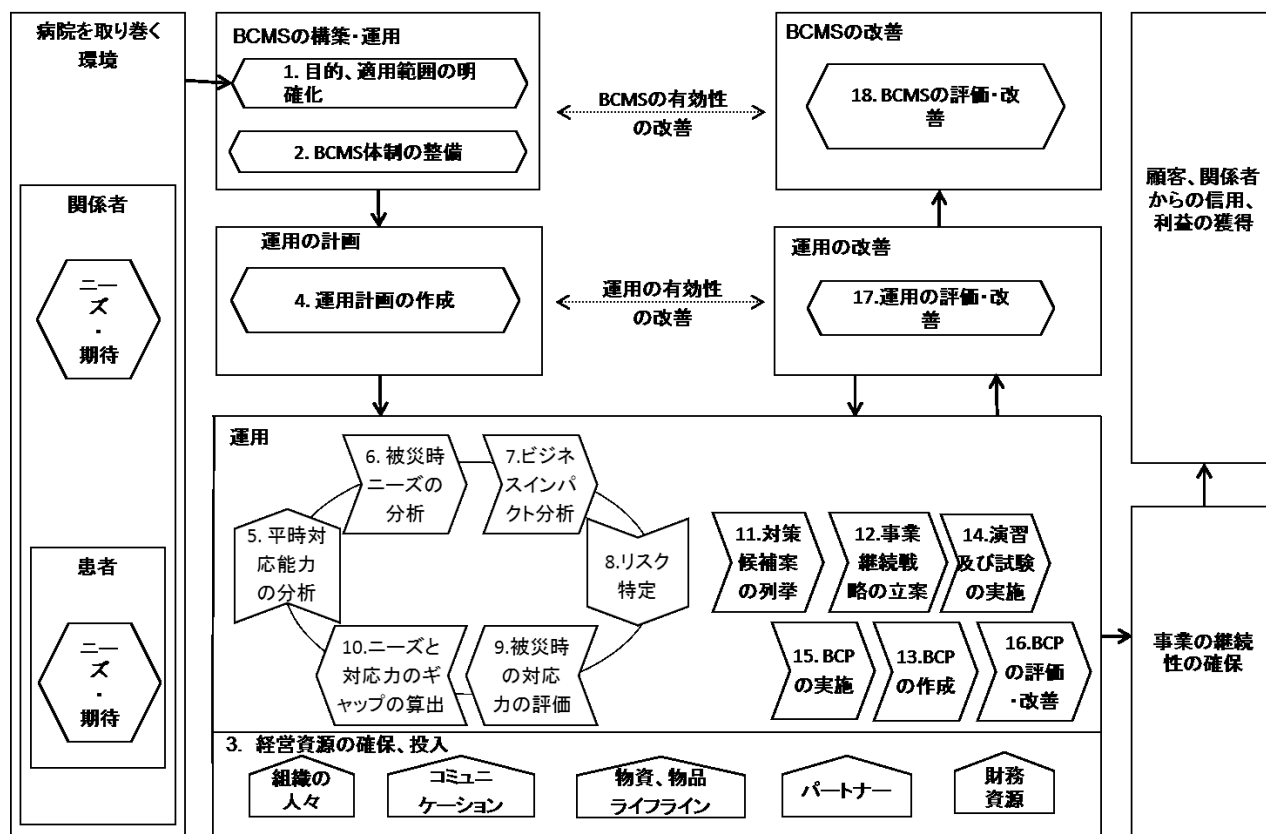 病院を取り巻く
環境
関係者
ニー
ズ
・
期待
患者
ニー
ズ
・
期待
BCMSの構築・運用
1. 目的、適用範囲の明
確化
2. BCMS体制の整備
BCMSの有効性
の改善
BCMSの改善
18. BCMSの評価・改
善
運用の計画
4. 運用計画の作成
運用の有効性
の改善
運用の改善
17.運用の評価・改
善
運用
5. 平時対
応能力
の分析
6. 被災時
ニーズの
分析
7.ビジネ
スインパ
クト分析
8.リスク
特定
9.被災時
の対応
力の評価
10.ニーズと
対応力のギ
ャップの算出
11.対策
候補案
の列挙
12.事業
継続戦
略の立案
14.演習
及び試験
の実施
15. BCP
の実施
13.BCP
の作成
16.BCP
の評価
・改善
3. 経営資源の確保、投入
組織の
人々
コミュニ
ケーション
物資、物品
ライフライン
パートナー
財務
資源
顧客、関係者
からの信用、
利益の獲得
事業の継続
性の確保